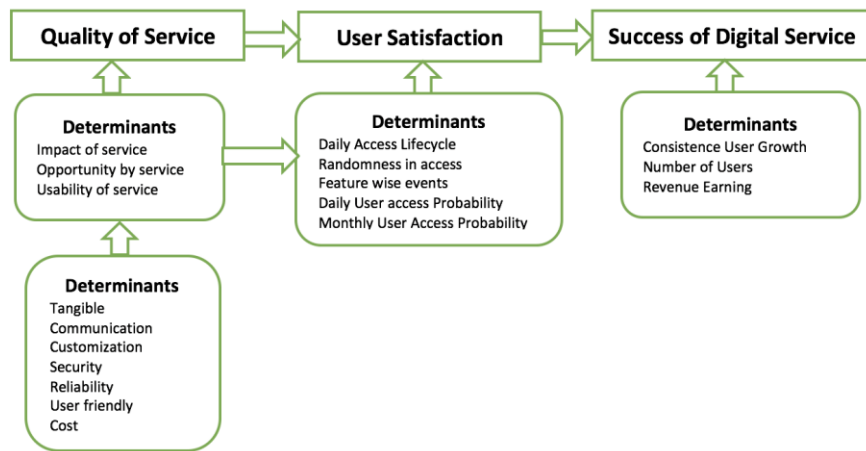 Quality of Service
User Satisfaction
Success of Digital Service
Determinants
Impact of service
Opportunity by service
Usability of service
Determinants
Daily Access Lifecycle
Randomness in access
Feature wise events
Daily User access Probability
Monthly User Access Probability
Determinants
Consistence User Growth
Number of Users
Revenue Earning
Determinants
Tangible
Communication
Customization
Security
Reliability
User friendly
Cost